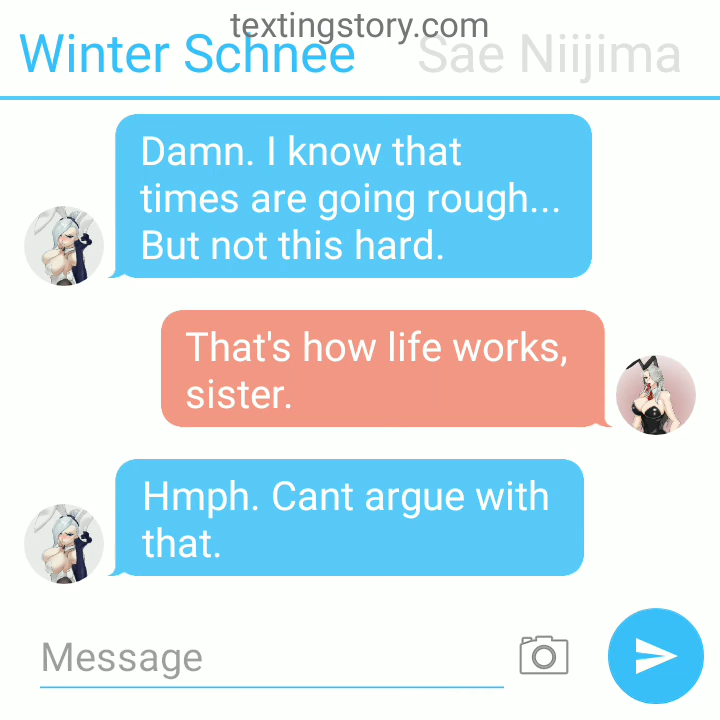 textingstory.com
Winter Schnee Sae Niijima
Damn. I know that
times are going rough...
But not this hard.
That's how life works,
sister.
Hmph. Cant argue with
that.
Message